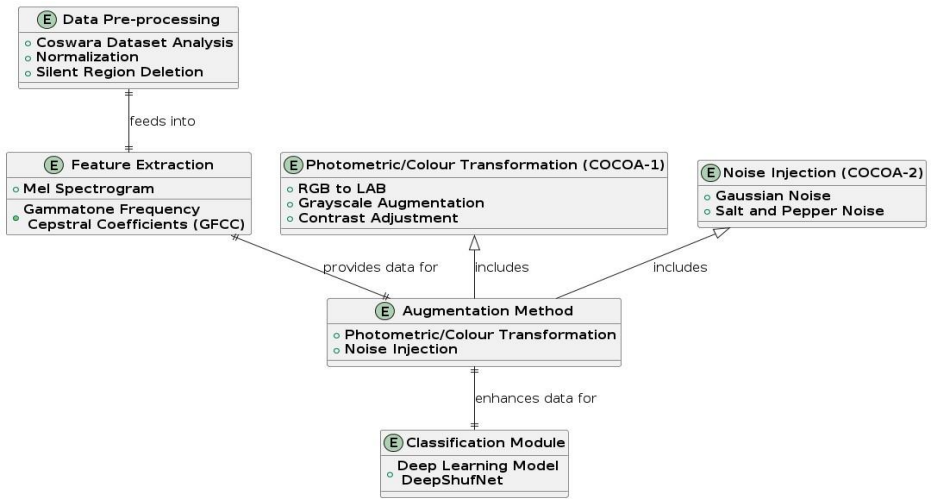 E Data Pre-processing
Coswara Dataset Analysis
Normalization
Silent Region Deletion
feeds into
E Feature Extraction
Mel Spectrogram
Gammatone Frequency
Cepstral Coefficients (GFCC)
E Photometric/Colour Transformation (COCOA-1)
RGB to LAB
Grayscale Augmentation
Contrast Adjustment
E Noise Injection (COCOA-2)
Gaussian Noise
Salt and Pepper Noise
provides data for
includes
includes
E Augmentation Method
Photometric/Colour Transformation
Noise Injection
enhances data for
E Classification Module
Deep Learning Model
DeepShufNet